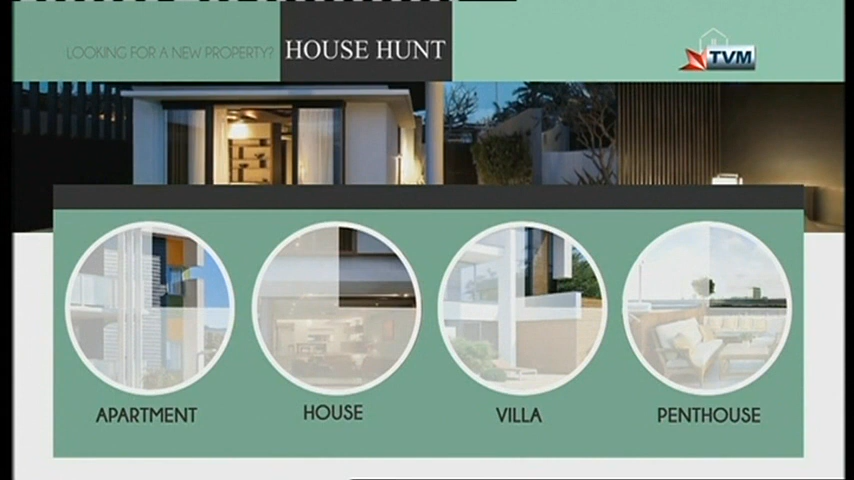 LOOKING FOR A NEW PROPERTY?
HOUSE HUNT
TVM
APARTMENT
HOUSE
VILLA
PENTHOUSE